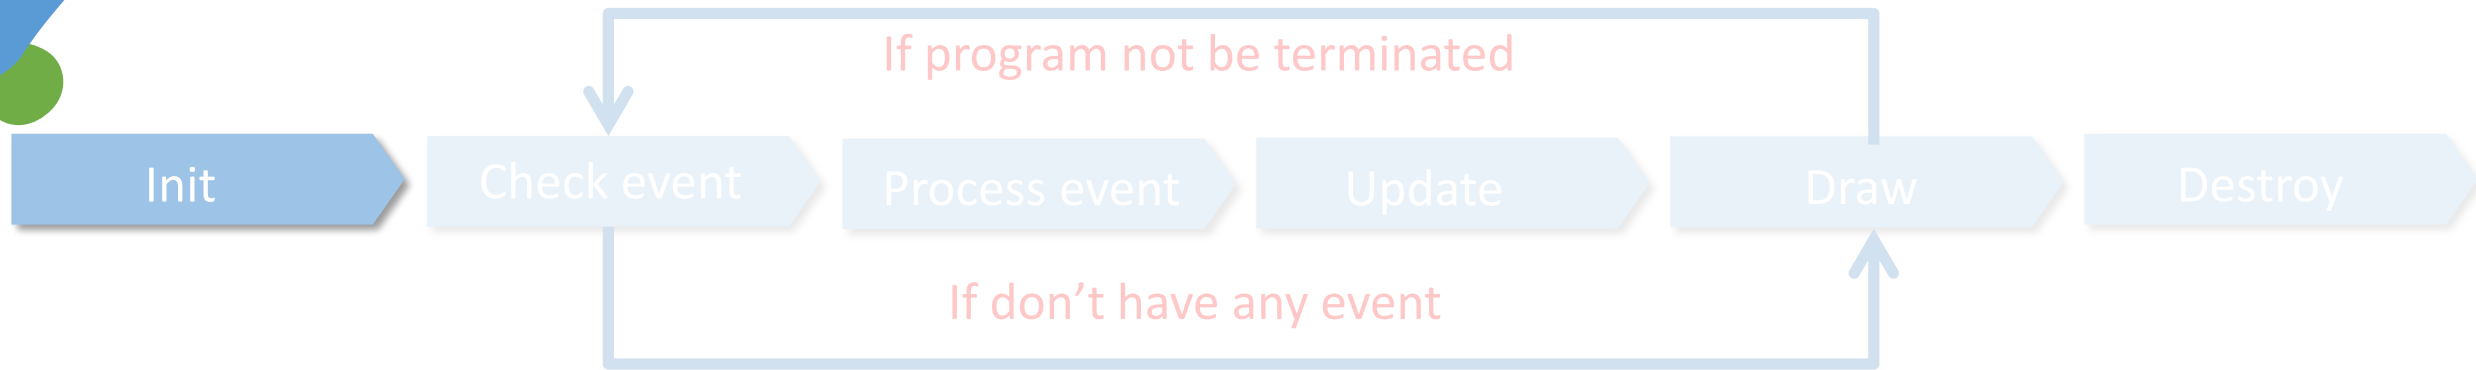 If program not be terminated
Init
Check event
Process event
Update
Draw
Destroy
If don’t have any event